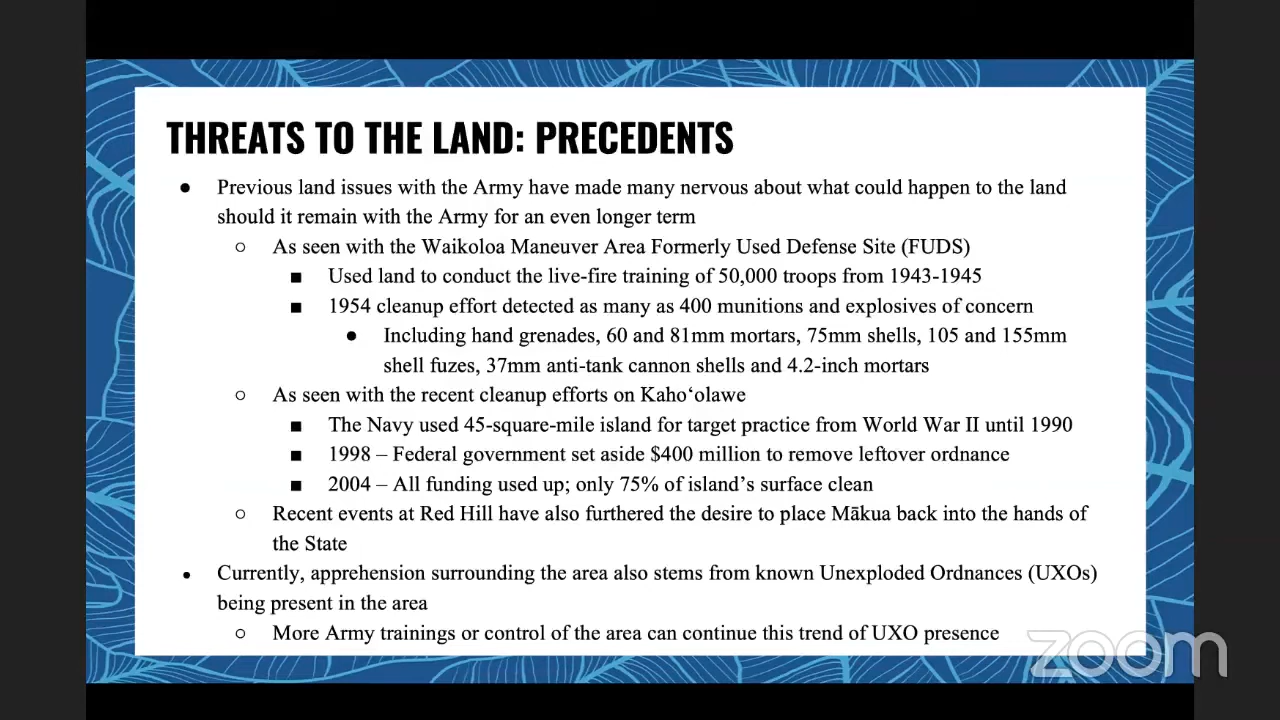 THREATS TO THE LAND: PRECEDENTS
● Previous land issues with the Army have made many nervous about what could happen to the land
should it remain with the Army for an even longer term
○ As seen with the Waikoloa Maneuver Area Formerly Used Defense Site (FUDS)
■ Used land to conduct the live-fire training of 50,000 troops from 1943-1945
■ 1954 cleanup effort detected as many as 400 munitions and explosives of concern
● Including hand grenades, 60 and 81mm mortars, 75mm shells, 105 and 155mm
shell fuzes, 37mm anti-tank cannon shells and 4.2-inch mortars
○ As seen with the recent cleanup efforts on Kahoʻolawe
■ The Navy used 45-square-mile island for target practice from World War II until 1990
■ 1998 – Federal government set aside $400 million to remove leftover ordnance
■ 2004 – All funding used up; only 75% of island’s surface clean
○ Recent events at Red Hill have also furthered the desire to place Mākua back into the hands of
the State
● Currently, apprehension surrounding the area also stems from known Unexploded Ordnances (UXOs)
being present in the area
○ More Army trainings or control of the area can continue this trend of UXO presence
zoom